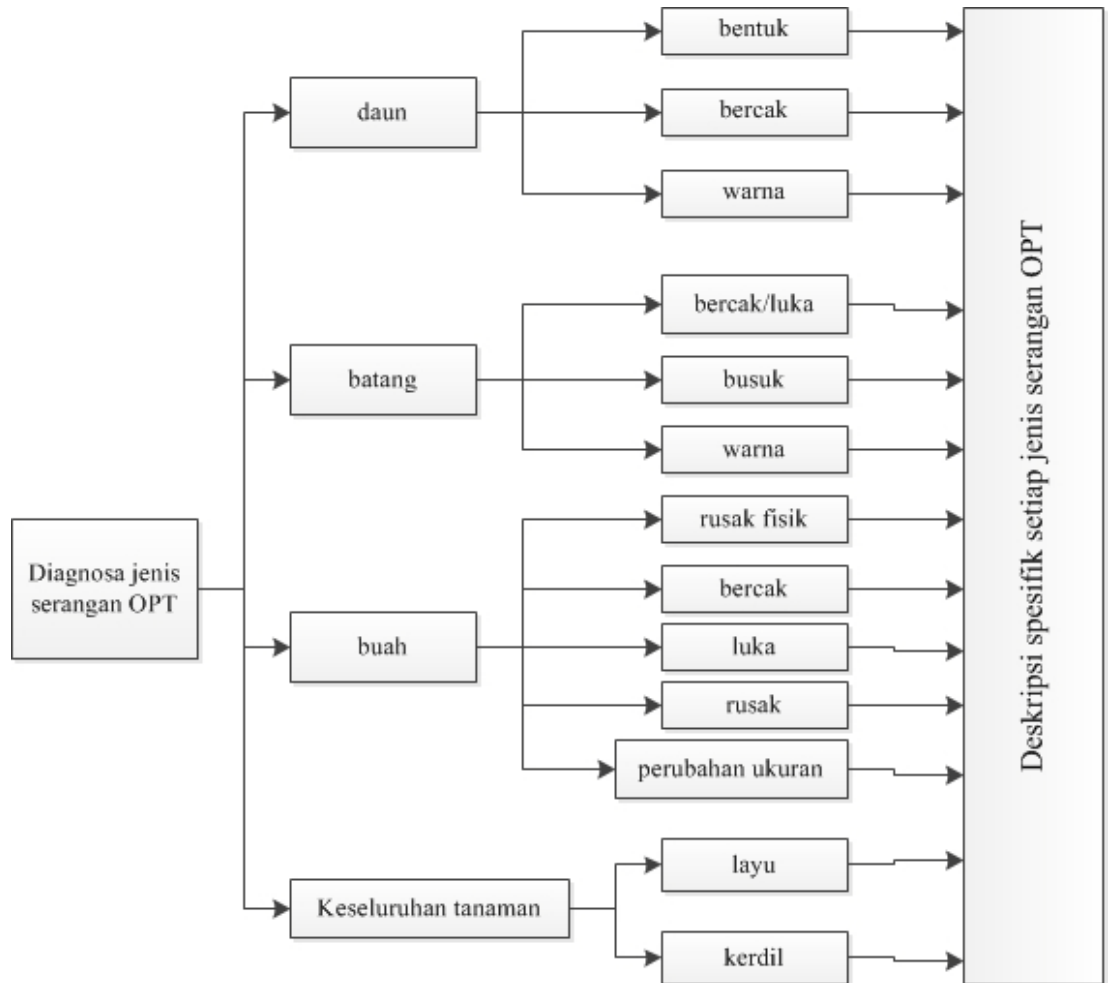 Diagnosa jenis
serangan OPT
daun
bentuk
bercak
warna
batang
bercak/luka
busuk
warna
buah
rusak fisik
bercak
luka
rusak
perubahan ukuran
Keseluruhan tanaman
layu
kerdil
Deskripsi spesifik setiap jenis serangan OPT